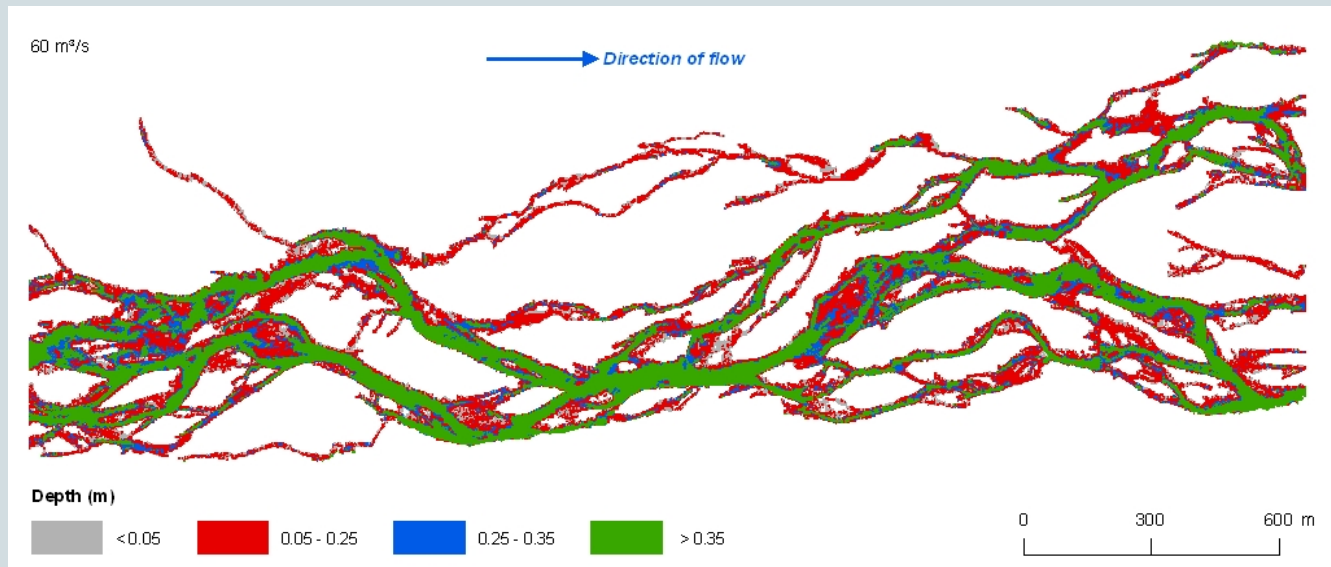 60 m³/s
Direction of flow
Depth (m)
<0.05
0.05 - 0.25
0.25 - 0.35
>0.35
0 300 600 m